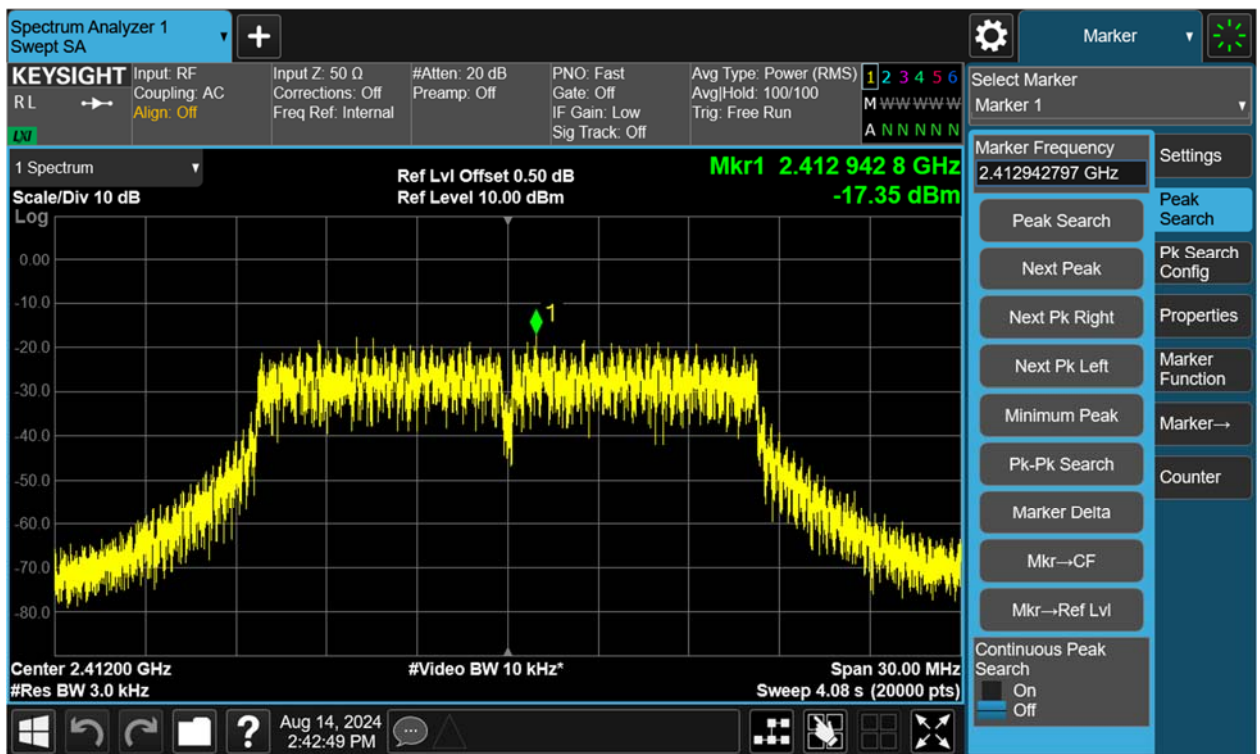 Spectrum Analyzer 1
Swept SA
+
Marker
KEYSIGHT
RL
LXI
Input: RF
Coupling: AC
Align: Off
Input Z: 50 Ω
Corrections: Off
Freq Ref: Internal
#Atten: 20 dB
Preamp: Off
PNO: Fast
Gate: Off
IF Gain: Low
Sig Track: Off
Avg Type: Power (RMS)
Avg|Hold: 100/100
Trig: Free Run
1 2 3 4 5 6
M W W W W W
A N N N N N
Select Marker
Marker 1
1 Spectrum
Scale/Div 10 dB
Ref Lvl Offset 0.50 dB
Ref Level 10.00 dBm
Mkr1 2.412 942 8 GHz
-17.35 dBm
Log
0.00
-10.0
-20.0
-30.0
-40.0
-50.0
-60.0
-70.0
-80.0
1
Center 2.41200 GHz
#Res BW 3.0 kHz
#Video BW 10 kHz*
Span 30.00 MHz
Sweep 4.08 s (20000 pts)
Marker Frequency
2.412942797 GHz
Peak Search
Next Peak
Next Pk Right
Next Pk Left
Minimum Peak
Pk-Pk Search
Marker Delta
Mkr→CF
Mkr→Ref Lvl
Continuous Peak
Search
On
Off
Settings
Peak
Search
Pk Search
Config
Properties
Marker
Function
Marker→
Counter
?
Aug 14, 2024
2:42:49 PM